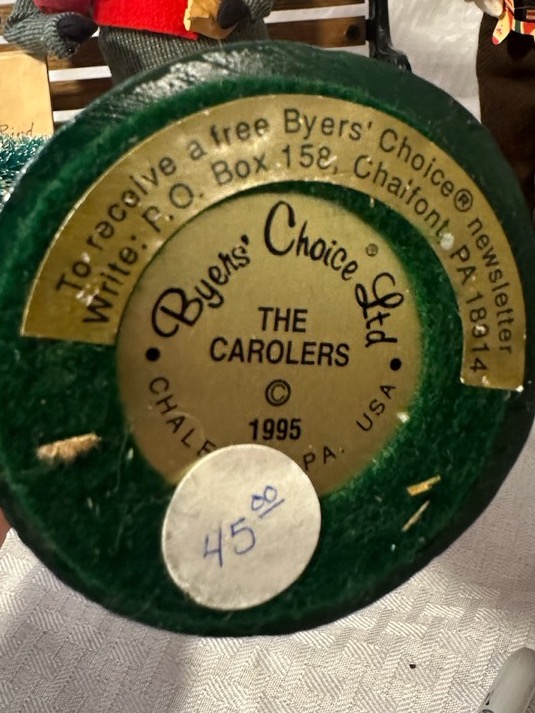 To receive a free Byers' Choice® newsletter
Write: P.O. Box 158, Chalfont, PA 18914
Byers' Choice® Ltd
THE
CAROLERS
©
1995
CHALF PA. USA
45 00